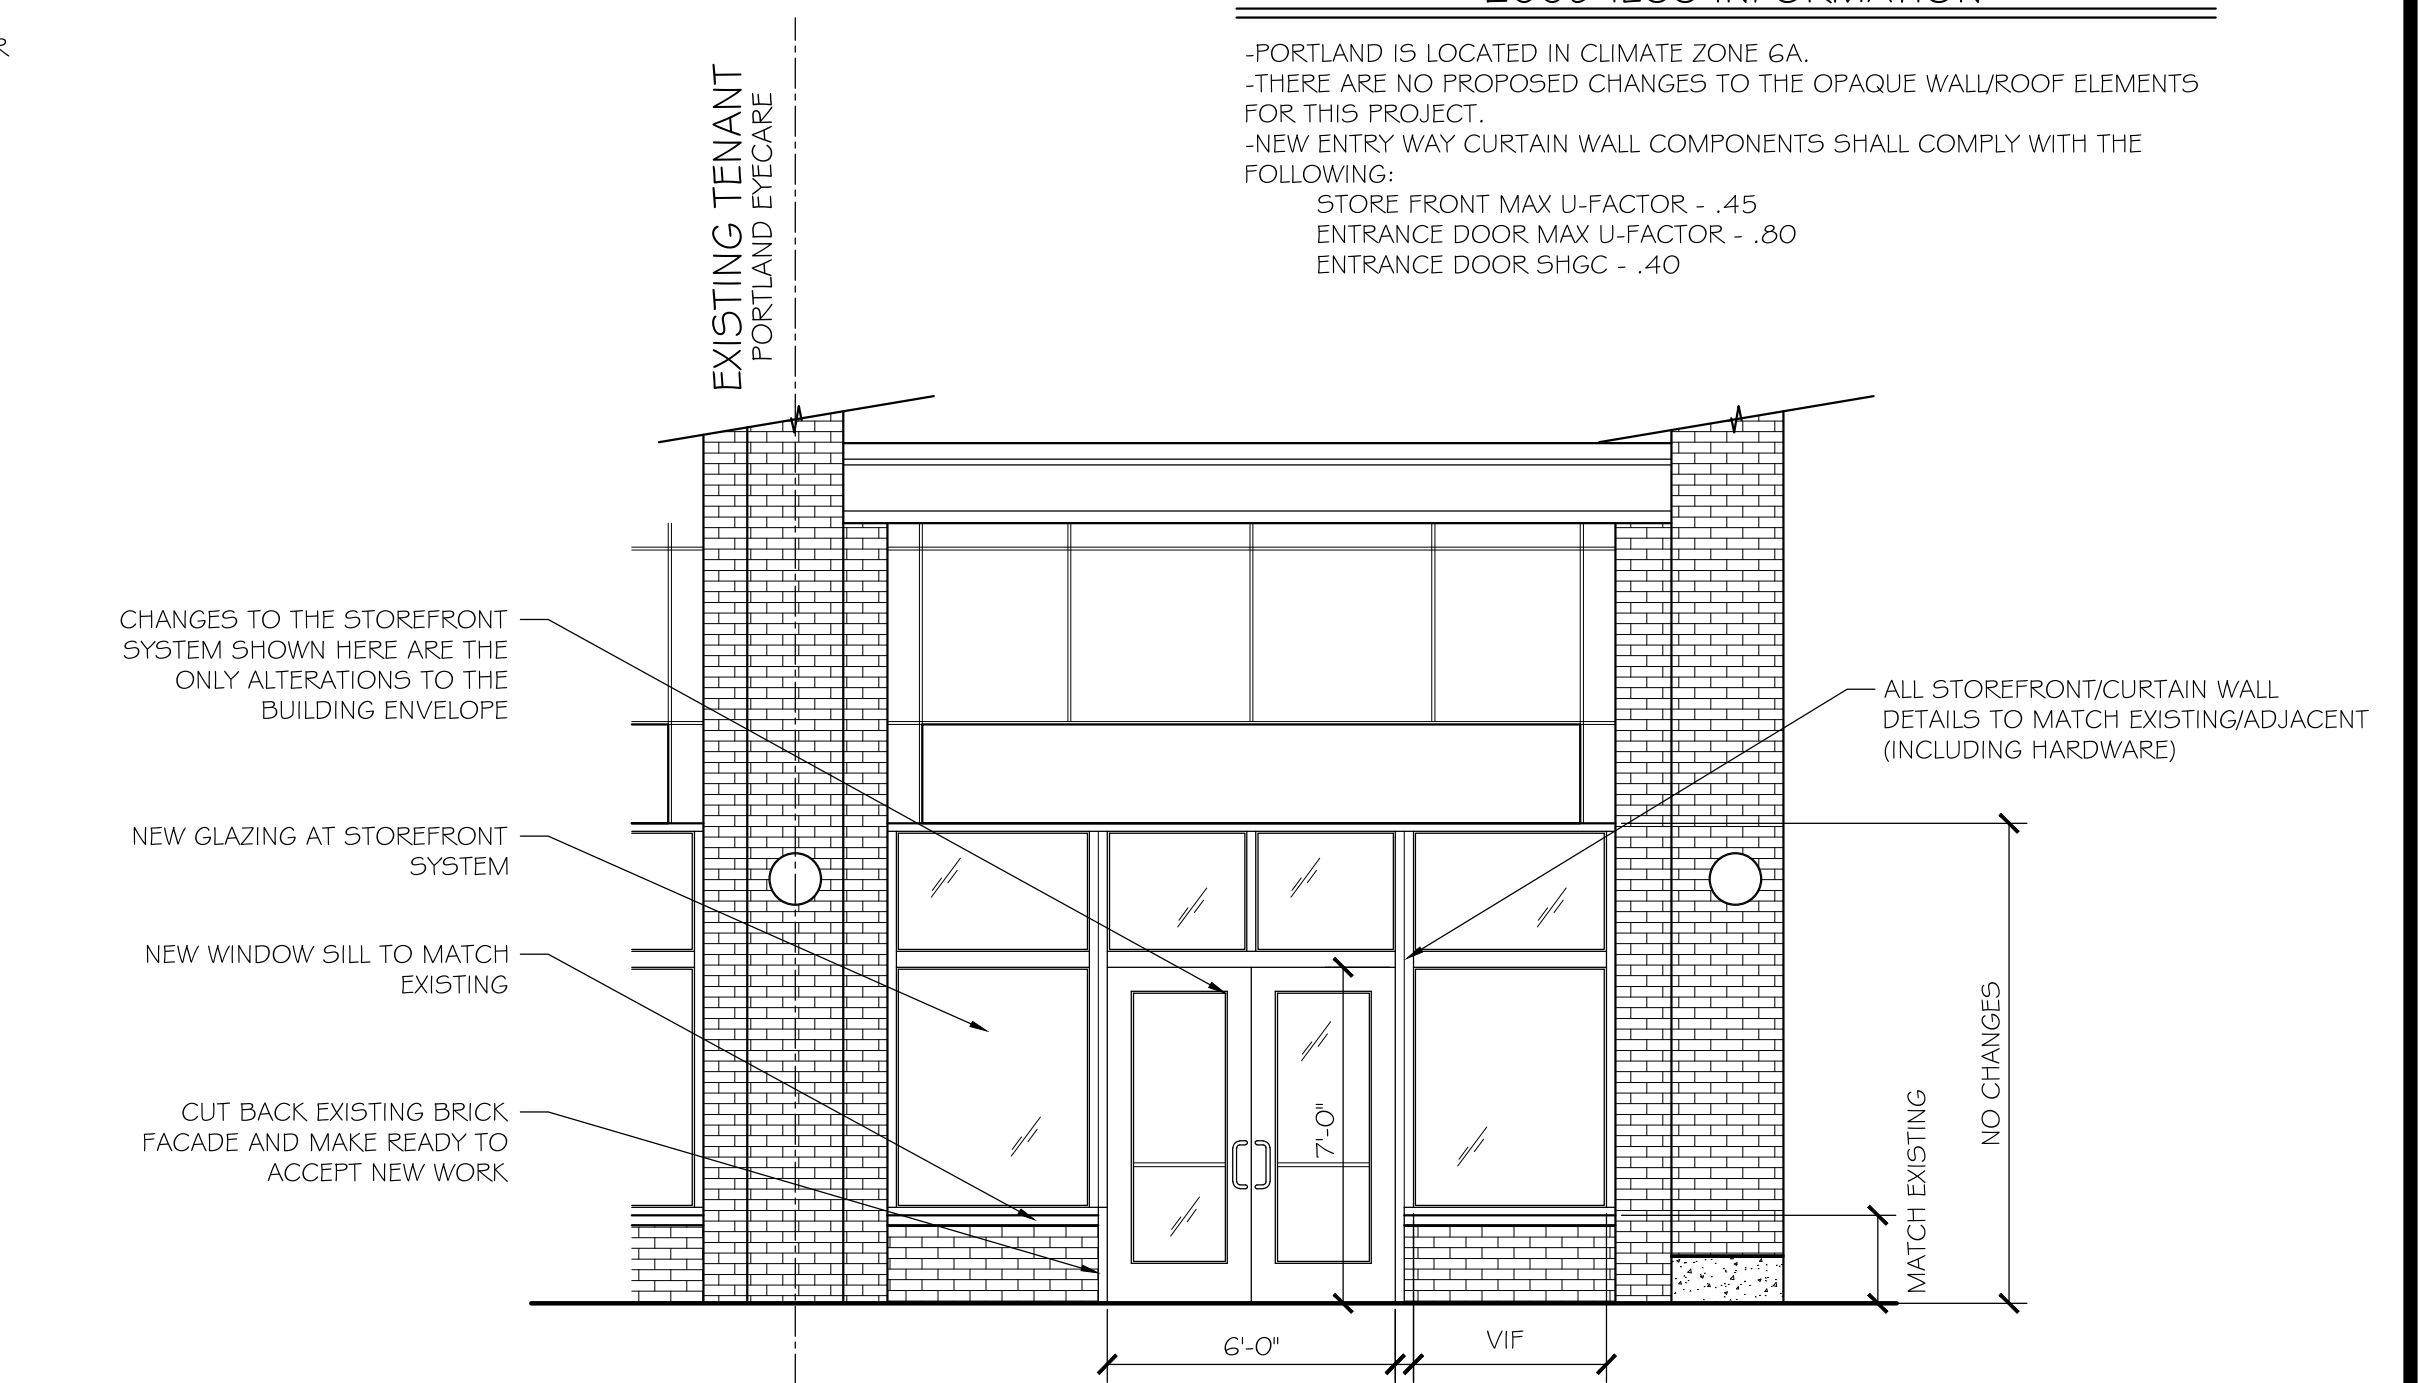 R
2009 IECC INFORMATION
-PORTLAND IS LOCATED IN CLIMATE ZONE 6A.
-THERE ARE NO PROPOSED CHANGES TO THE OPAQUE WALL/ROOF ELEMENTS
FOR THIS PROJECT.
-NEW ENTRY WAY CURTAIN WALL COMPONENTS SHALL COMPLY WITH THE
FOLLOWING:
STORE FRONT MAX U-FACTOR - .45
ENTRANCE DOOR MAX U-FACTOR - .80
ENTRANCE DOOR SHGC - .40
EXISTING TENANT
PORTLAND EYECARE
CHANGES TO THE STOREFRONT
SYSTEM SHOWN HERE ARE THE
ONLY ALTERATIONS TO THE
BUILDING ENVELOPE
ALL STOREFRONT/CURTAIN WALL
DETAILS TO MATCH EXISTING/ADJACENT
(INCLUDING HARDWARE)
NEW GLAZING AT STOREFRONT
SYSTEM
NEW WINDOW SILL TO MATCH
EXISTING
CUT BACK EXISTING BRICK
FACADE AND MAKE READY TO
ACCEPT NEW WORK
7'-0"
NO CHANGES
MATCH EXISTING
6'-0"
VIF